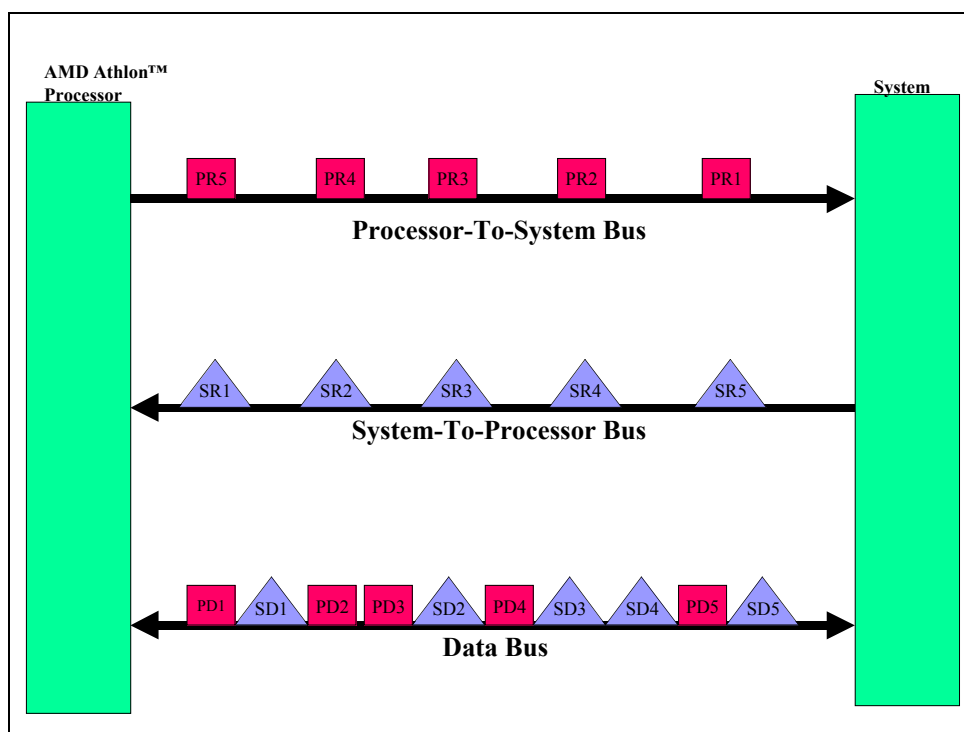 AMD Athlon™
Processor
System
PR5 PR4 PR3 PR2 PR1
Processor-To-System Bus
SR1 SR2 SR3 SR4 SR5
System-To-Processor Bus
PD1 SD1 PD2 PD3 SD2 PD4 SD3 SD4 PD5 SD5
Data Bus